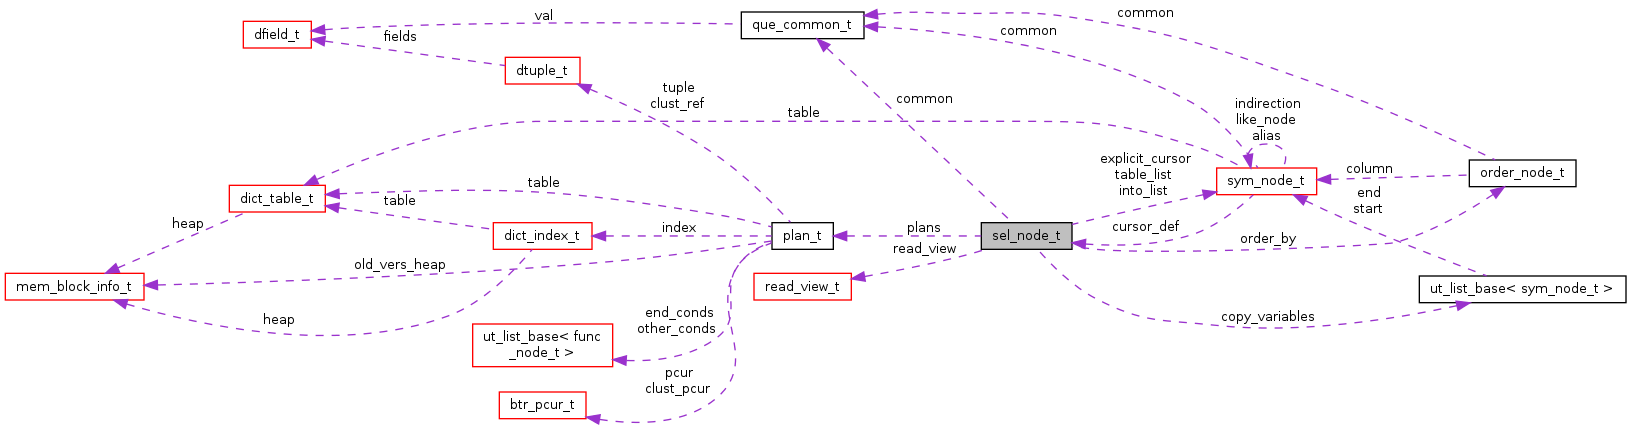 val
common
dfield_t
que_common_t
fields
common
dtuple_t
tuple
clust_ref
common
indirection
like_node
alias
table
explicit_cursor
table_list
into_list
column
order_node_t
sym_node_t
end
start
table
dict_table_t
table
cursor_def
heap
index
plans
dict_index_t
plan_t
sel_node_t
order_by
read_view
old_vers_heap
mem_block_info_t
read_view_t
ut_list_base< sym_node_t >
heap
end_conds
other_conds
copy_variables
ut_list_base< func
_node_t >
pcur
clust_pcur
btr_pcur_t